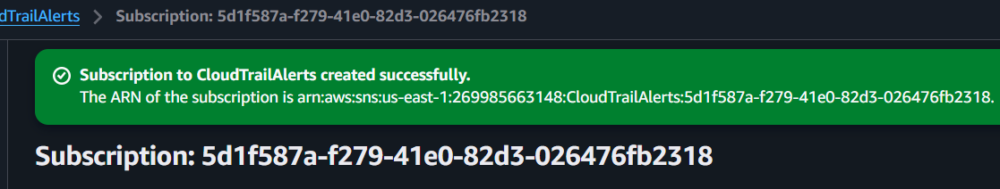 dTrailAlerts > Subscription: 5d1f587a-f279-41e0-82d3-026476fb2318
Subscription to CloudTrailAlerts created successfully.
The ARN of the subscription is arn:aws:sns:us-east-1:269985663148:CloudTrailAlerts:5d1f587a-f279-41e0-82d3-026476fb2318.
Subscription: 5d1f587a-f279-41e0-82d3-026476fb2318